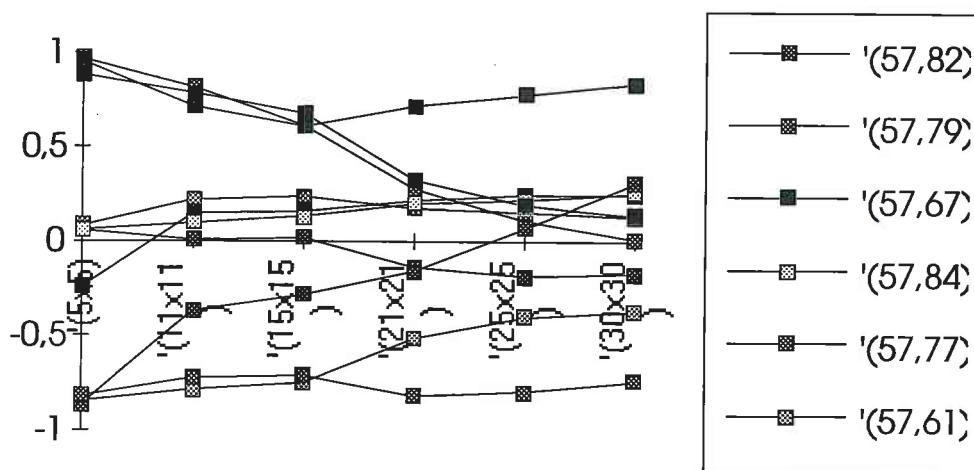 1
0,5
0
-0,5
-1
'(5x5)
'(11x11
)
'(15x15
)
'(21x21
)
'(25x25
)
'(30x30
)
'(57,82)
'(57,79)
'(57,67)
'(57,84)
'(57,77)
'(57,61)